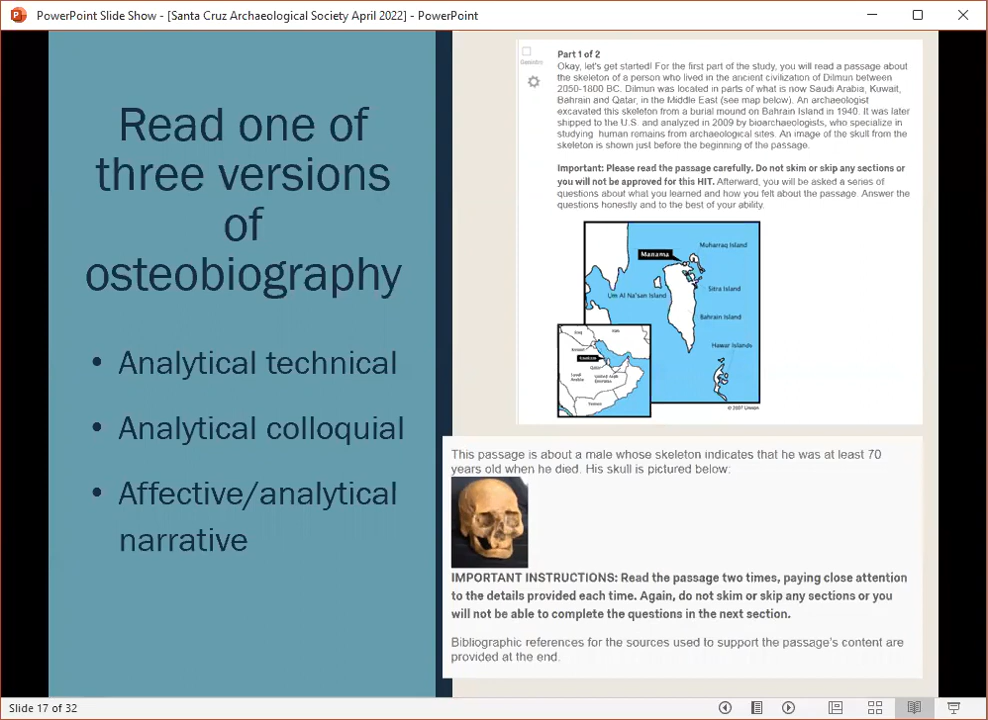 PowerPoint Slide Show - [Santa Cruz Archaeological Society April 2022] - PowerPoint
Read one of
three versions
of
osteobiography
• Analytical technical
• Analytical colloquial
• Affective/analytical
narrative
Part 1 of 2
Okay, let's get started! For the first part of the study, you will read a passage about
the skeleton of a person who lived in the ancient civilization of Dilmun between
2050-1800 BC. Dilmun was located in parts of what is now Saudi Arabia, Kuwait,
Bahrain and Qatar, in the Middle East (see map below). An archaeologist
excavated this skeleton from a burial mound on Bahrain Island in 1940. It was later
shipped to the U.S. and analyzed in 2009 by bioarchaeologists, who specialize in
studying human remains from archaeological sites. An image of the skull from the
skeleton is shown just before the beginning of the passage.
Important: Please read the passage carefully. Do not skim or skip any sections or
you will not be approved for this HIT. Afterward, you will be asked a series of
questions about what you learned and how you felt about the passage. Answer the
questions honestly and to the best of your ability.
Muharraq Island
Manama
Sitra Island
Um Al Na'san Island
Bahrain Island
Hawar Islands
Iraq
Iran
Qatar
Saudi
Arabia
United Arab
Emirates
Yemen
This passage is about a male whose skeleton indicates that he was at least 70
years old when he died. His skull is pictured below:
IMPORTANT INSTRUCTIONS: Read the passage two times, paying close attention
to the details provided each time. Again, do not skim or skip any sections or you
will not be able to complete the questions in the next section.
Bibliographic references for the sources used to support the passage's content are
provided at the end.
Slide 17 of 32